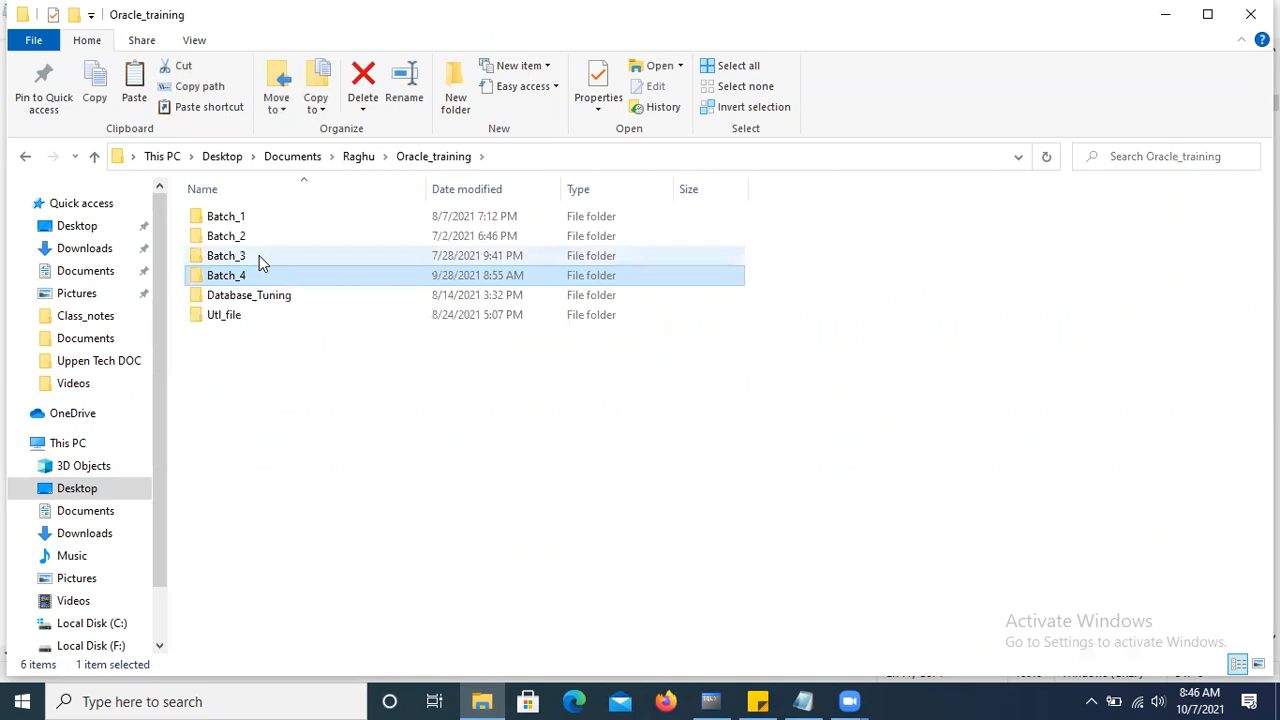 Oracle_training
File Home Share View
Pin to Quick access
Copy
Paste
Cut
Copy path
Paste shortcut
Clipboard
Move to
Copy to
Delete
Rename
Organize
New folder
New item
Easy access
New
Properties
Open
Edit
History
Open
Select all
Select none
Invert selection
Select
This PC > Desktop > Documents > Raghu > Oracle_training >
Search Oracle_training
Name Date modified Type Size
Batch_1 8/7/2021 7:12 PM File folder
Batch_2 7/2/2021 6:46 PM File folder
Batch_3 7/28/2021 9:41 PM File folder
Batch_4 9/28/2021 8:55 AM File folder
Database_Tuning 8/14/2021 3:32 PM File folder
Utl_file 8/24/2021 5:07 PM File folder
Quick access
Desktop
Downloads
Documents
Pictures
Class_notes
Documents
Uppen Tech DOC
Videos
OneDrive
This PC
3D Objects
Desktop
Documents
Downloads
Music
Pictures
Videos
Local Disk (C:)
Local Disk (F:)
Activate Windows
Go to Settings to activate Windows.
6 items 1 item selected
Type here to search
8:46 AM
10/7/2021